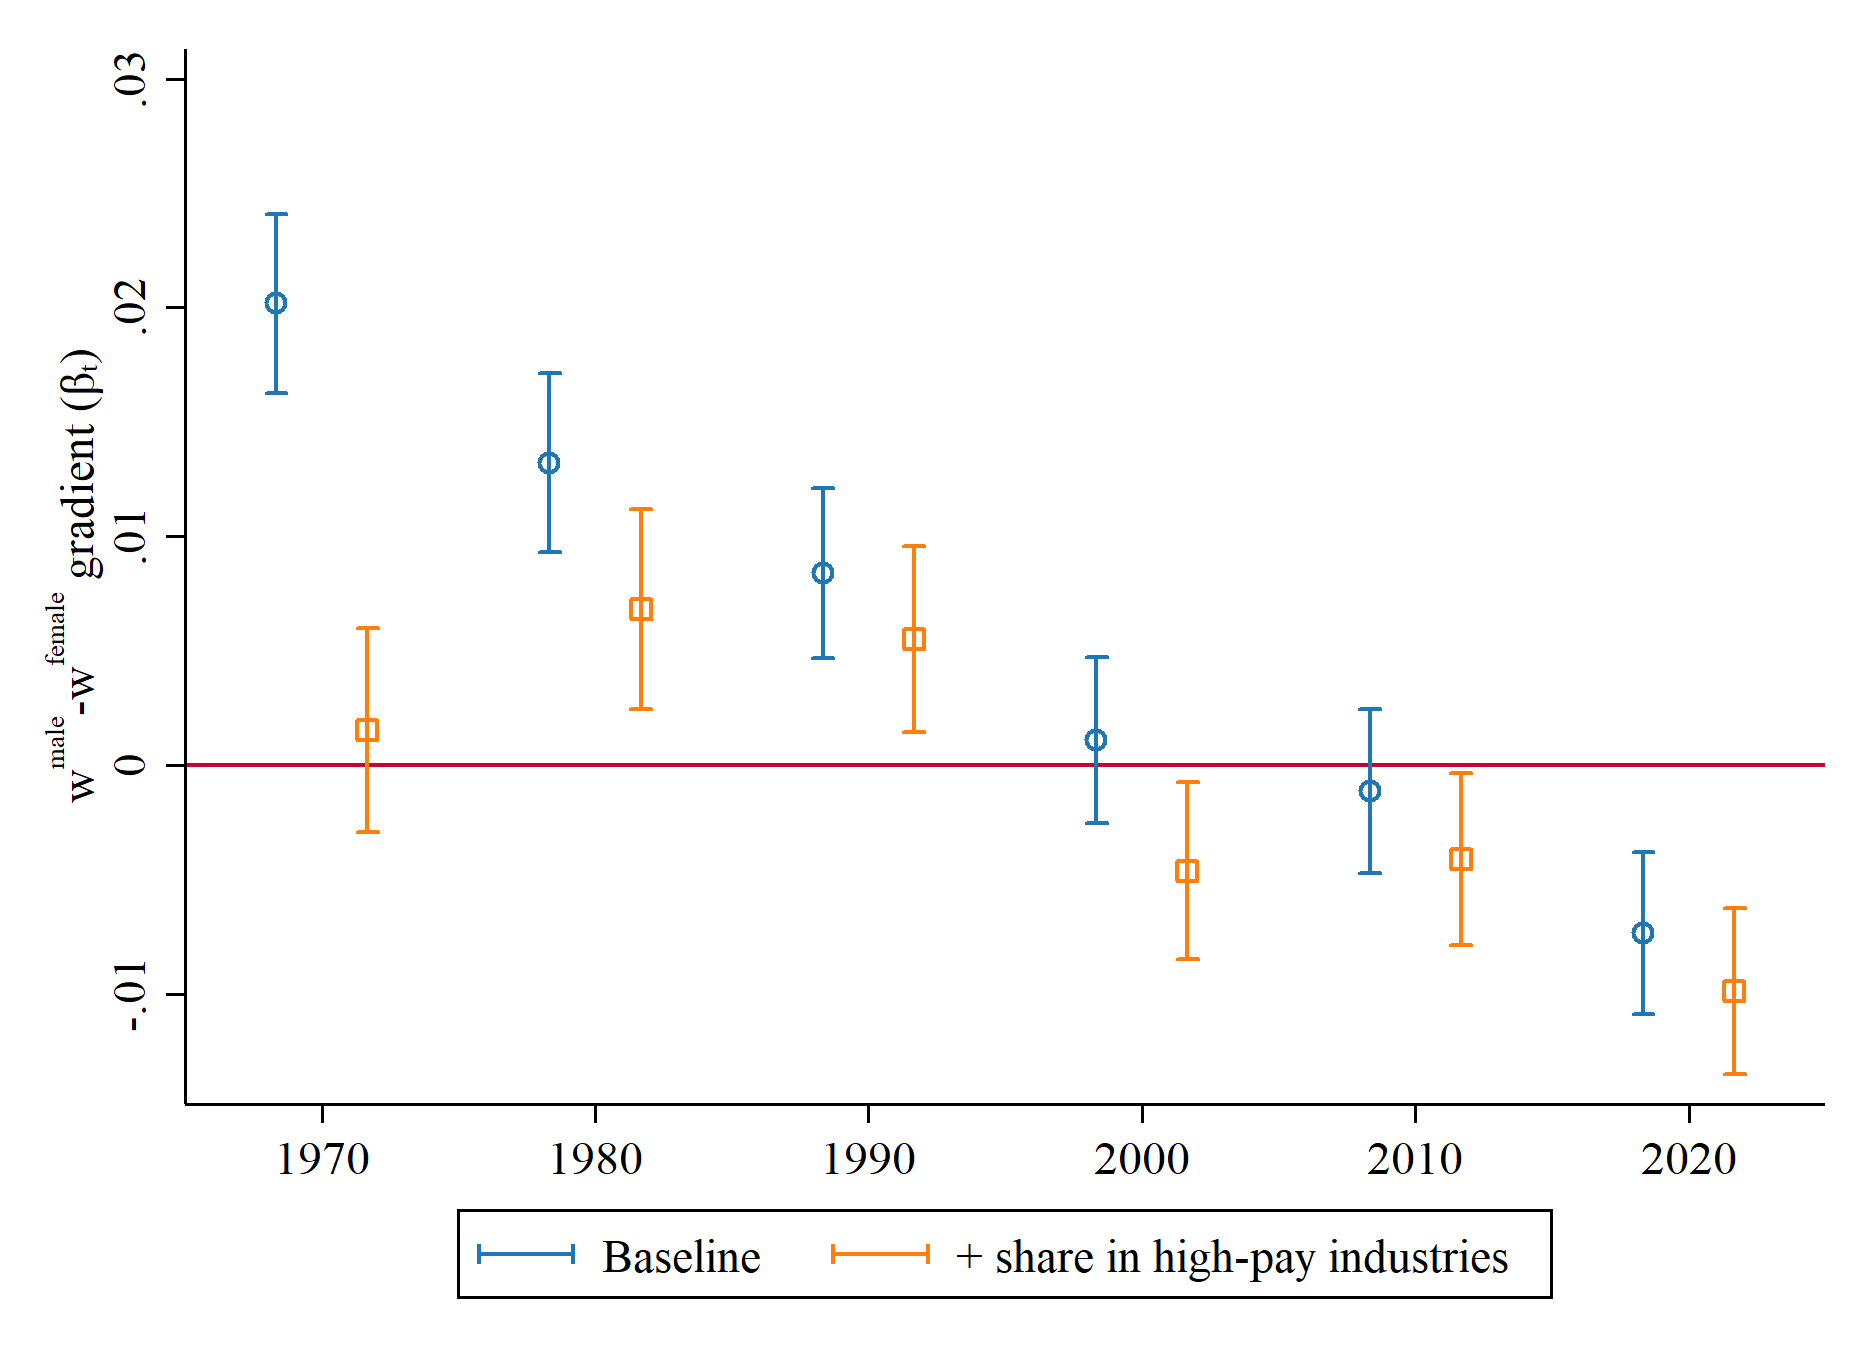 .03
.02
.01
0
-.01
w^male -w^female gradient (βₜ)
1970 1980 1990 2000 2010 2020
Baseline + share in high-pay industries